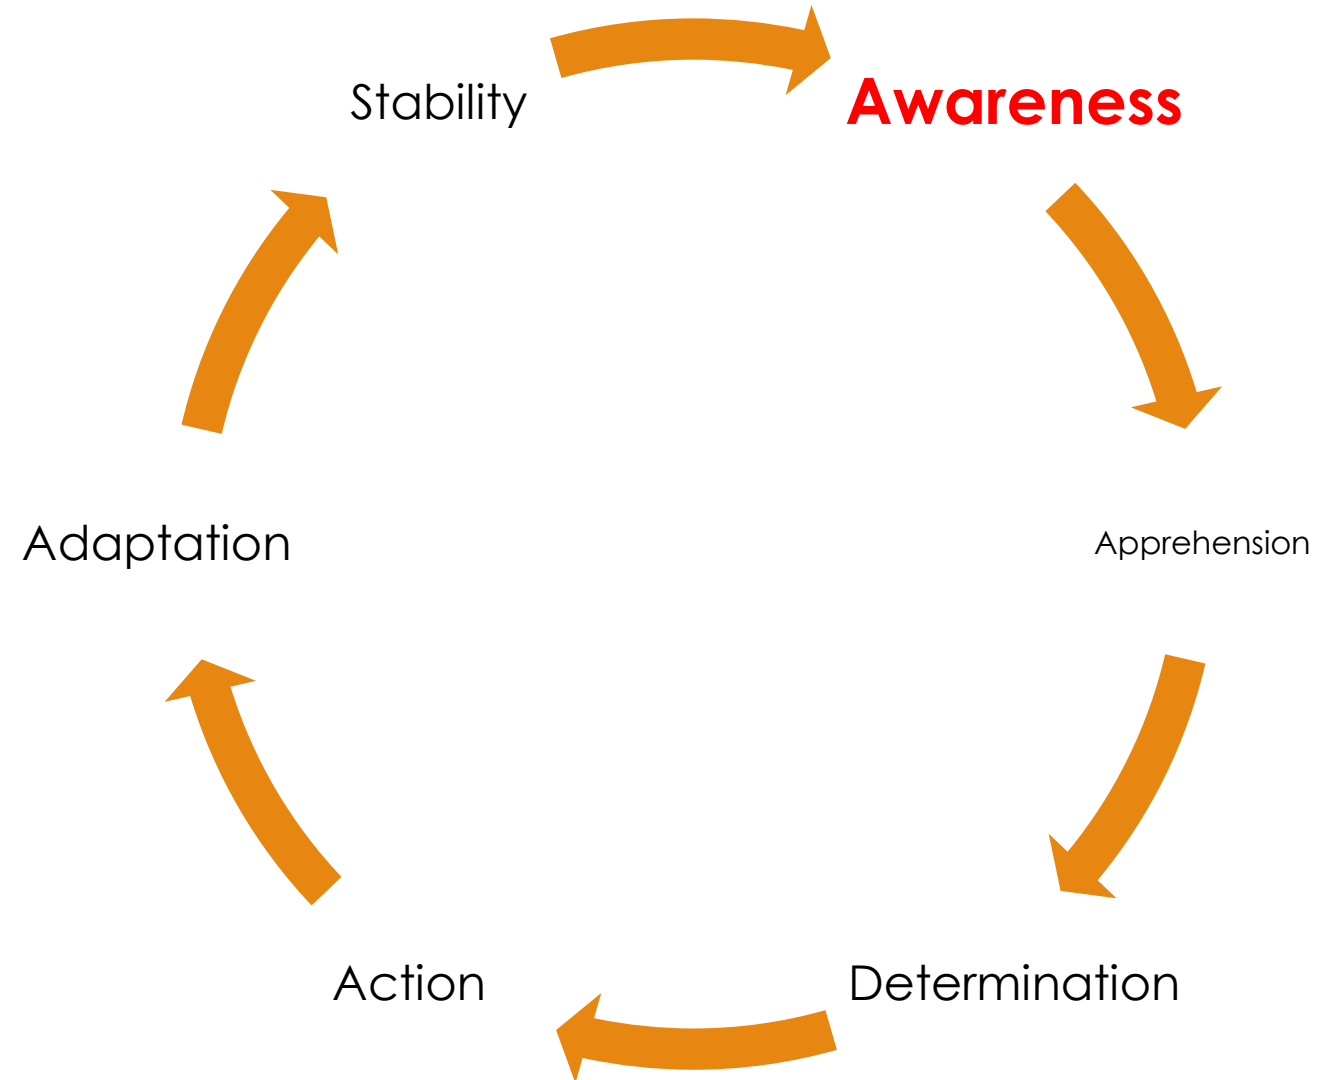 Stability
Awareness
Adaptation
Apprehension
Action
Determination